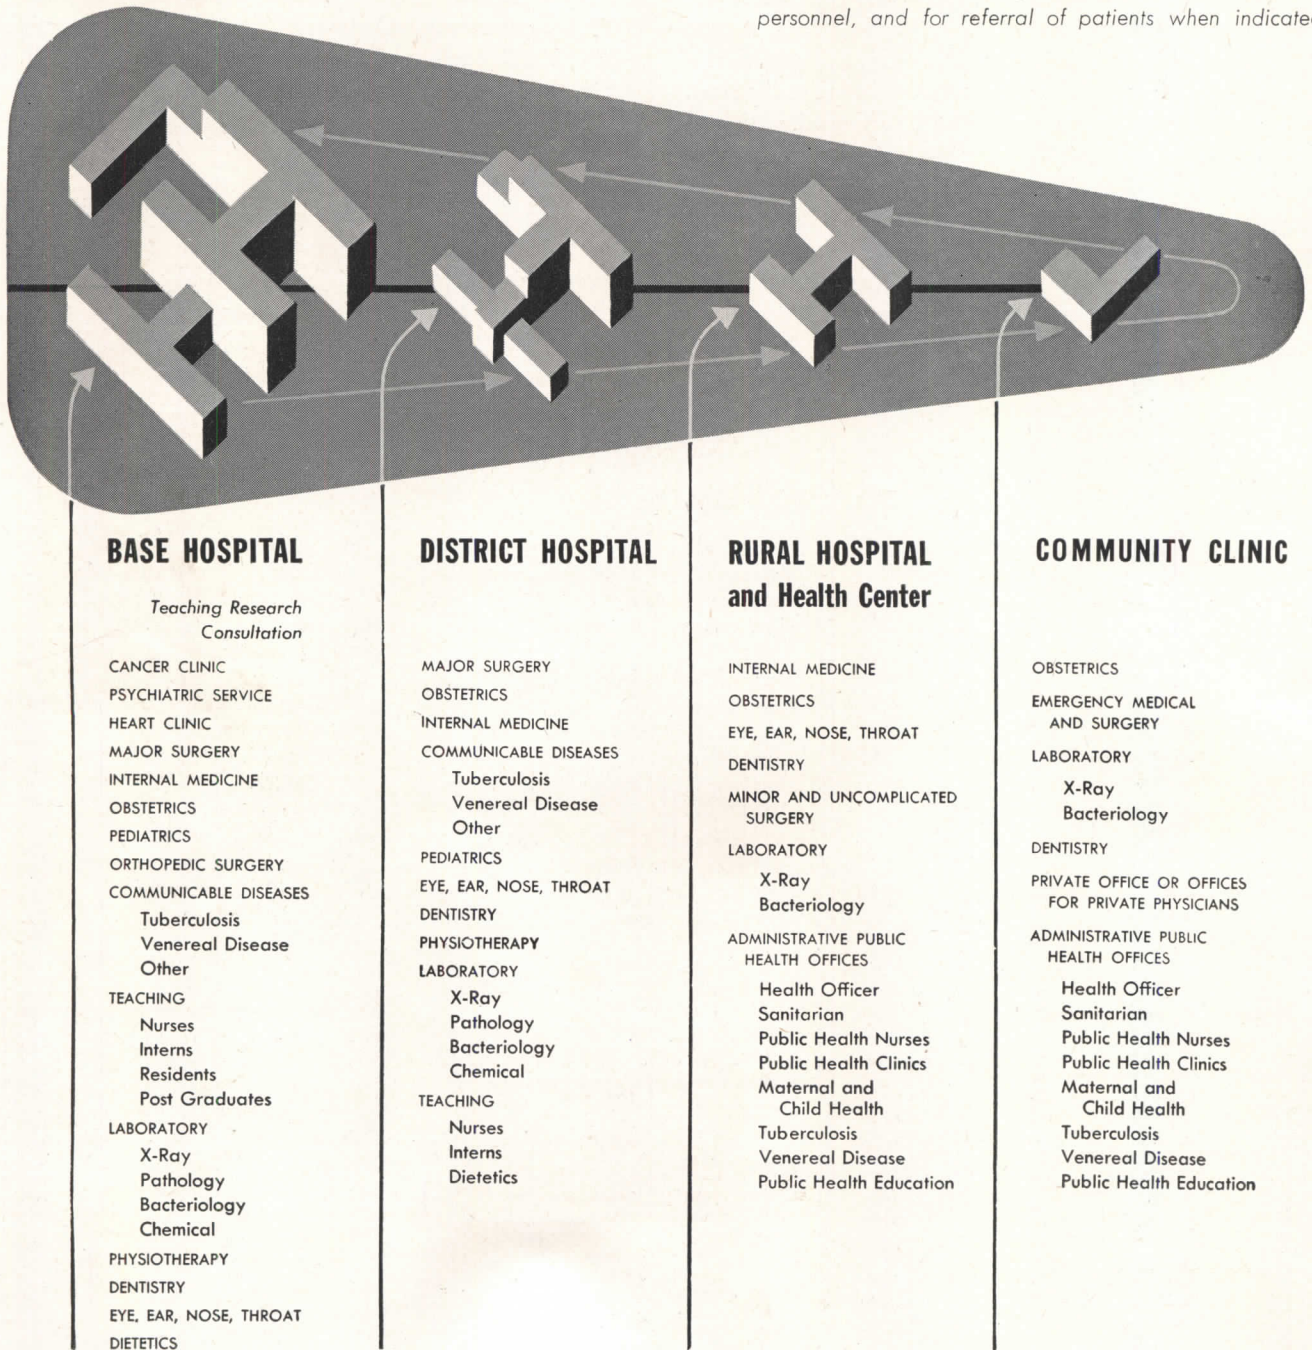 personnel, and for referral of patients when indicated
BASE HOSPITAL
Teaching Research
Consultation
CANCER CLINIC
PSYCHIATRIC SERVICE
HEART CLINIC
MAJOR SURGERY
INTERNAL MEDICINE
OBSTETRICS
PEDIATRICS
ORTHOPEDIC SURGERY
COMMUNICABLE DISEASES
Tuberculosis
Venereal Disease
Other
TEACHING
Nurses
Interns
Residents
Post Graduates
LABORATORY
X-Ray
Pathology
Bacteriology
Chemical
PHYSIOTHERAPY
DENTISTRY
EYE, EAR, NOSE, THROAT
DIETETICS
DISTRICT HOSPITAL
MAJOR SURGERY
OBSTETRICS
INTERNAL MEDICINE
COMMUNICABLE DISEASES
Tuberculosis
Venereal Disease
Other
PEDIATRICS
EYE, EAR, NOSE, THROAT
DENTISTRY
PHYSIOTHERAPY
LABORATORY
X-Ray
Pathology
Bacteriology
Chemical
TEACHING
Nurses
Interns
Dietetics
RURAL HOSPITAL
and Health Center
INTERNAL MEDICINE
OBSTETRICS
EYE, EAR, NOSE, THROAT
DENTISTRY
MINOR AND UNCOMPLICATED
SURGERY
LABORATORY
X-Ray
Bacteriology
ADMINISTRATIVE PUBLIC
HEALTH OFFICES
Health Officer
Sanitarian
Public Health Nurses
Public Health Clinics
Maternal and
Child Health
Tuberculosis
Venereal Disease
Public Health Education
COMMUNITY CLINIC
OBSTETRICS
EMERGENCY MEDICAL
AND SURGERY
LABORATORY
X-Ray
Bacteriology
DENTISTRY
PRIVATE OFFICE OR OFFICES
FOR PRIVATE PHYSICIANS
ADMINISTRATIVE PUBLIC
HEALTH OFFICES
Health Officer
Sanitarian
Public Health Nurses
Public Health Clinics
Maternal and
Child Health
Tuberculosis
Venereal Disease
Public Health Education